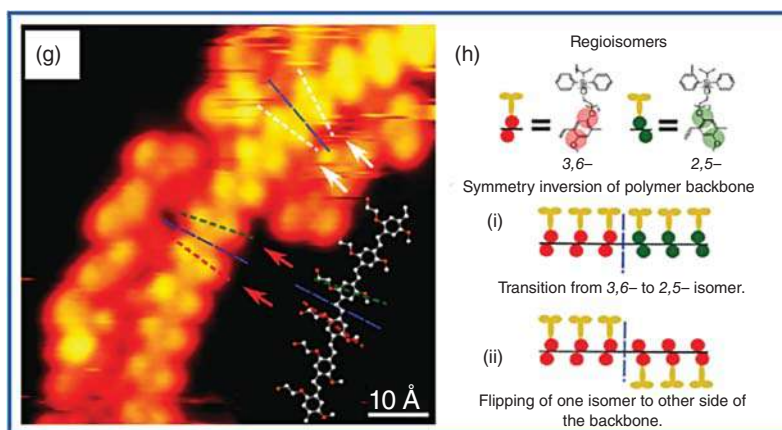 (g)
10 Å
(h)
Regioisomers
3,6–
2,5–
Symmetry inversion of polymer backbone
(i)
Transition from 3,6– to 2,5– isomer.
(ii)
Flipping of one isomer to other side of
the backbone.